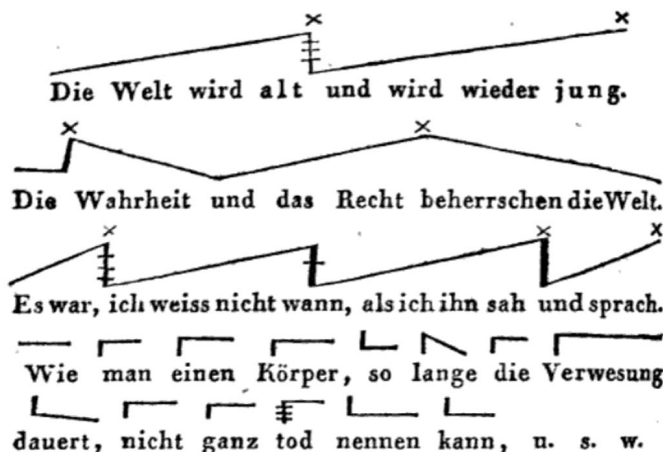 Die Welt wird alt und wird wieder jung.
Die Wahrheit und das Recht beherrschen die Welt.
Es war, ich weiss nicht wann, als ich ihn sah und sprach.
Wie man einen Körper, so lange die Verwesung
dauert, nicht ganz tod nennen kann, u. s. w.